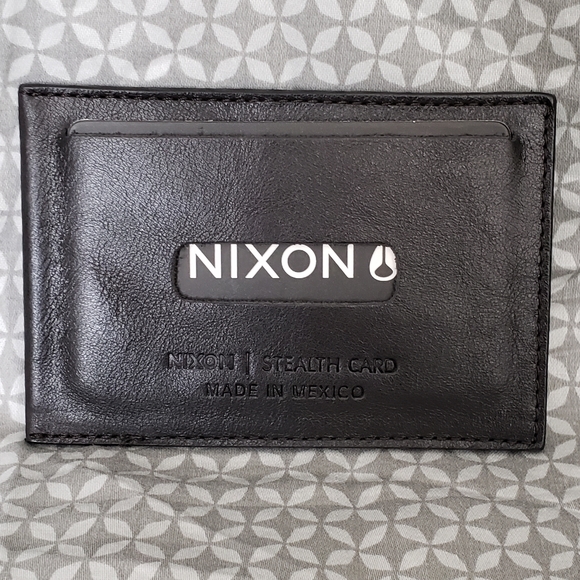 NIXON
NIXON | STEALTH CARD
MADE IN MEXICO